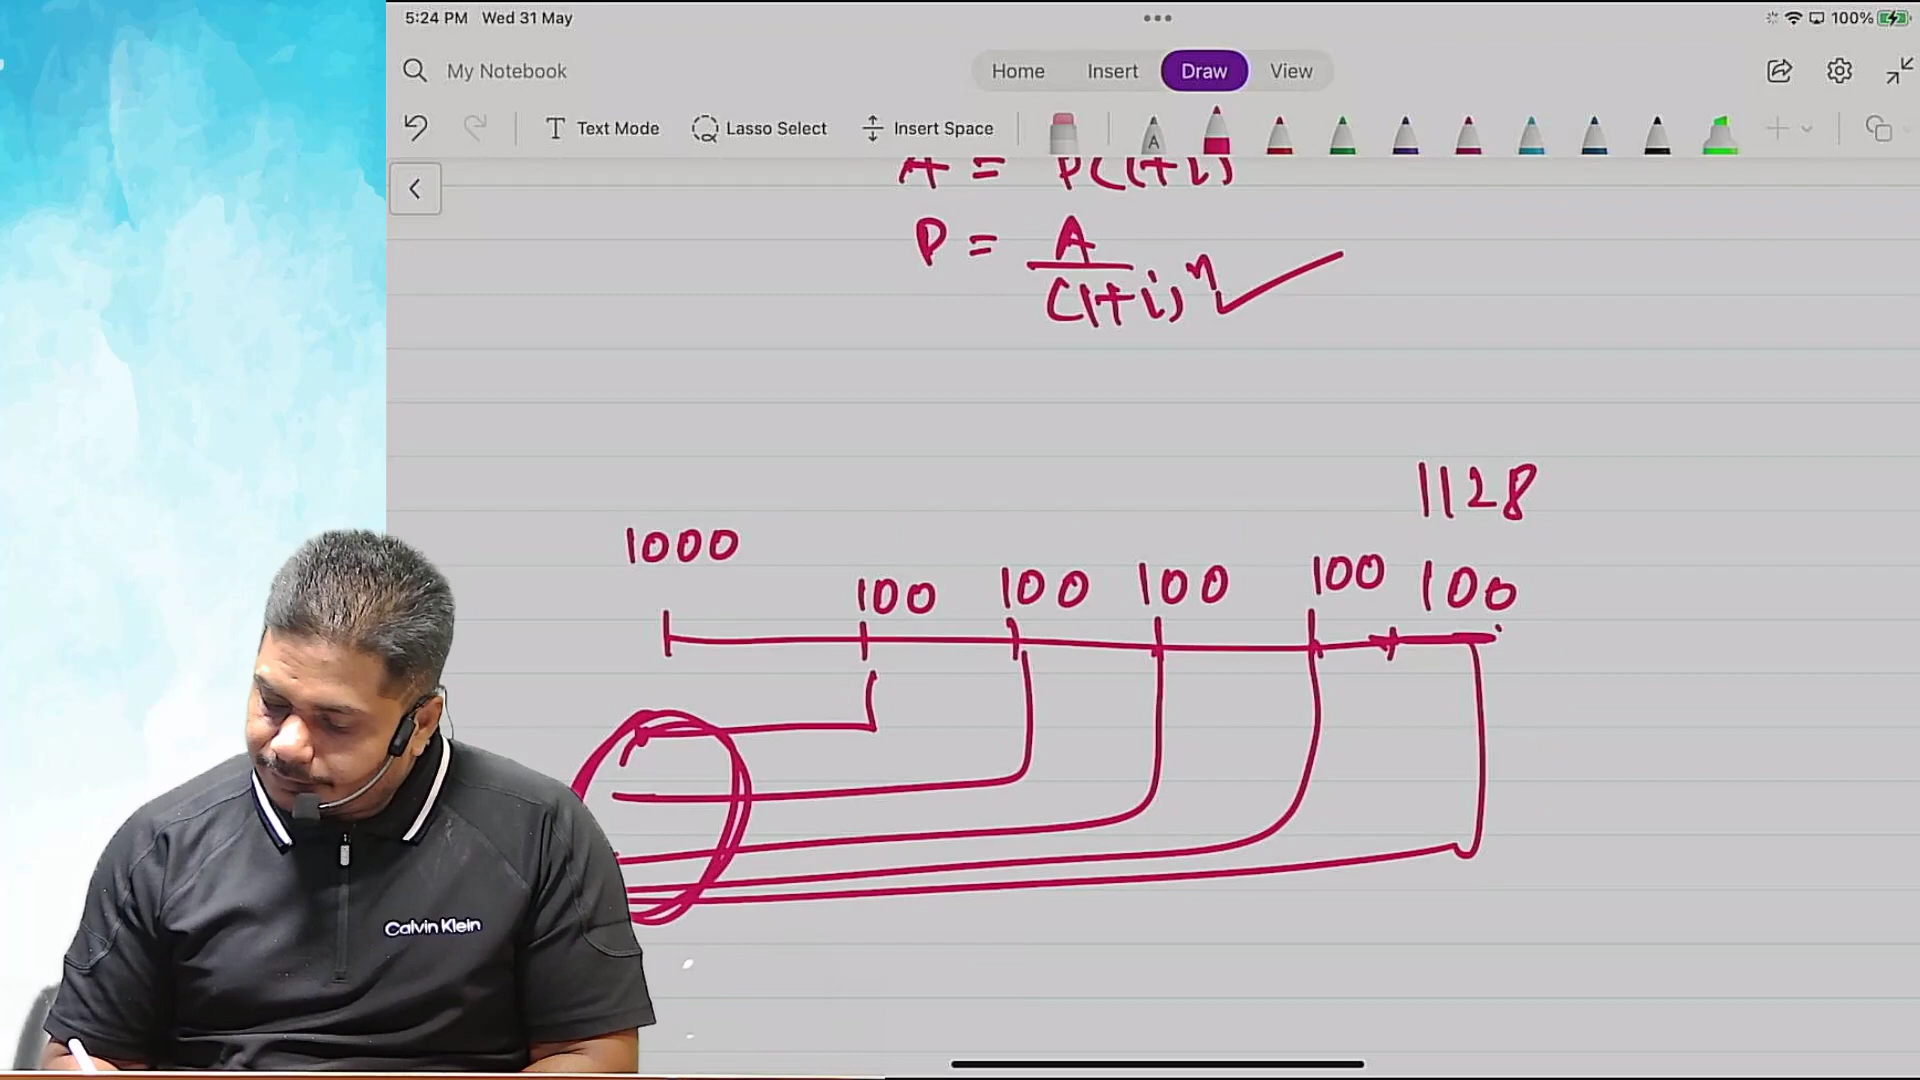 5:24 PM Wed 31 May
100%
My Notebook
Home Insert Draw View
Text Mode Lasso Select Insert Space
A
A = P(1+i)
P = A
(1+i)^n
1128
1000
100 100 100 100 100
Calvin Klein